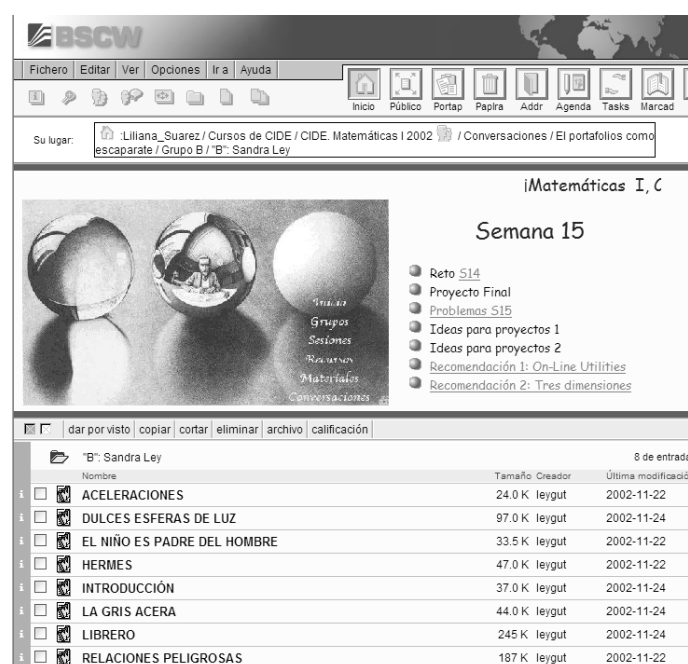 BSCW
Fichero Editar Ver Opciones Ir a Ayuda
Inicio Público Portap Paplra Addr Agenda Tasks Marcad
Su lugar: :Liliana_Suarez / Cursos de CIDE / CIDE. Matemáticas I 2002 / Conversaciones / El portafolios como
escaparate / Grupo B / "B": Sandra Ley
¡Matemáticas I, C
Semana 15
Reto S14
Proyecto Final
Problemas S15
Ideas para proyectos 1
Ideas para proyectos 2
Recomendación 1: On-Line Utilities
Recomendación 2: Tres dimensiones
Inicio
Grupos
Sesiones
Recursos
Materiales
Conversaciones
dar por visto copiar cortar eliminar archivo calificación
"B": Sandra Ley 8 de entrada
Nombre Tamaño Creador Última modificació
ACELERACIONES 24.0 K leygut 2002-11-22
DULCES ESFERAS DE LUZ 97.0 K leygut 2002-11-24
EL NIÑO ES PADRE DEL HOMBRE 33.5 K leygut 2002-11-22
HERMES 47.0 K leygut 2002-11-22
INTRODUCCIÓN 37.0 K leygut 2002-11-24
LA GRIS ACERA 44.0 K leygut 2002-11-24
LIBRERO 245 K leygut 2002-11-24
RELACIONES PELIGROSAS 187 K leygut 2002-11-22